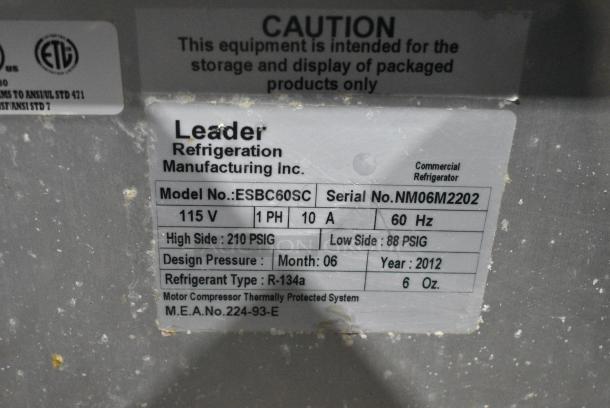 CAUTION
This equipment is intended for the
storage and display of packaged
products only
ETL
US
MS TO ANSI/UL STD 471
ANSI STD 7
Leader
Refrigeration
Manufacturing Inc.
Commercial
Refrigerator
Model No.:ESBC60SC Serial No.NM06M2202
115 V 1 PH 10 A 60 Hz
High Side : 210 PSIG Low Side : 88 PSIG
Design Pressure : Month: 06 Year : 2012
Refrigerant Type : R-134a 6 Oz.
Motor Compressor Thermally Protected System
M.E.A.No.224-93-E